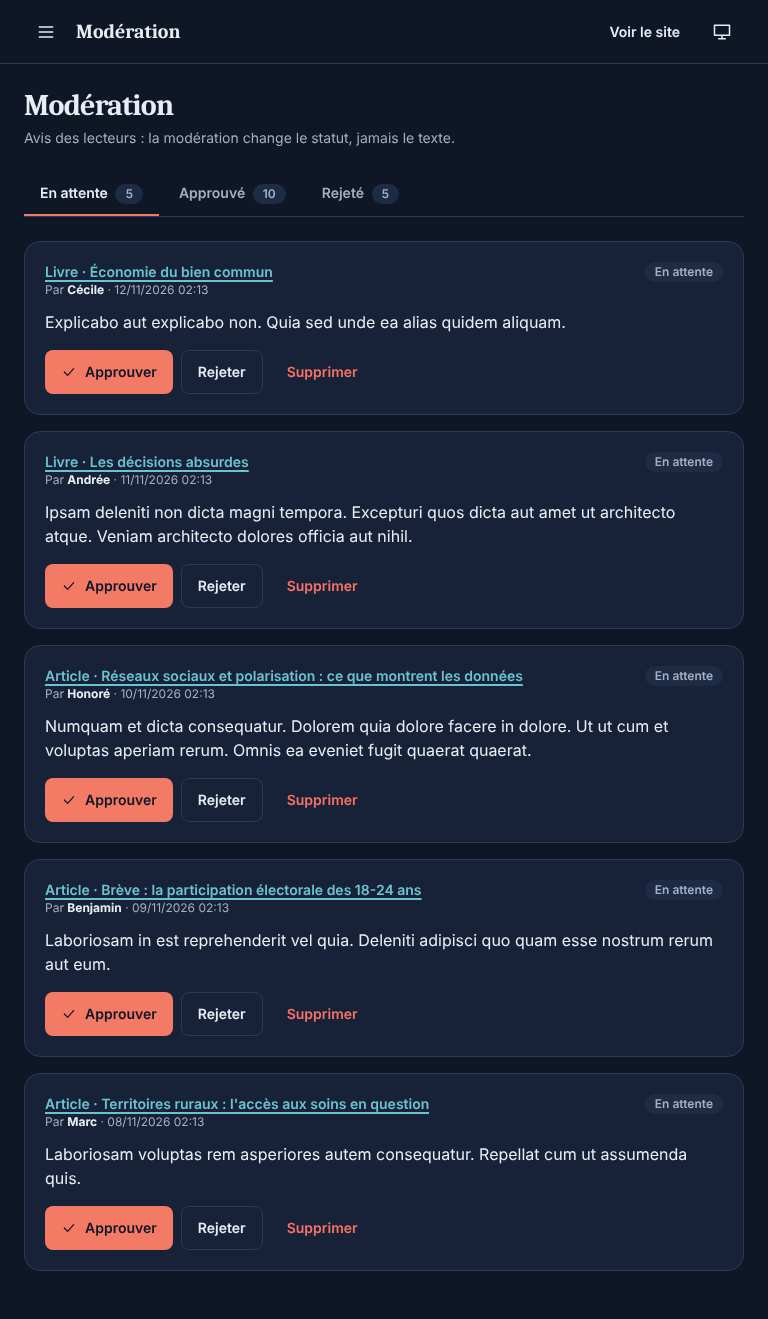 Modération
Voir le site
Modération
Avis des lecteurs : la modération change le statut, jamais le texte.
En attente 5
Approuvé 10
Rejeté 5
Livre · Économie du bien commun
En attente
Par Cécile · 12/11/2026 02:13
Explicabo aut explicabo non. Quia sed unde ea alias quidem aliquam.
Approuver
Rejeter
Supprimer
Livre · Les décisions absurdes
En attente
Par Andrée · 11/11/2026 02:13
Ipsam deleniti non dicta magni tempora. Excepturi quos dicta aut amet ut architecto
atque. Veniam architecto dolores officia aut nihil.
Approuver
Rejeter
Supprimer
Article · Réseaux sociaux et polarisation : ce que montrent les données
En attente
Par Honoré · 10/11/2026 02:13
Numquam et dicta consequatur. Dolorem quia dolore facere in dolore. Ut ut cum et
voluptas aperiam rerum. Omnis ea eveniet fugit quaerat quaerat.
Approuver
Rejeter
Supprimer
Article · Brève : la participation électorale des 18-24 ans
En attente
Par Benjamin · 09/11/2026 02:13
Laboriosam in est reprehenderit vel quia. Deleniti adipisci quo quam esse nostrum rerum
aut eum.
Approuver
Rejeter
Supprimer
Article · Territoires ruraux : l'accès aux soins en question
En attente
Par Marc · 08/11/2026 02:13
Laboriosam voluptas rem asperiores autem consequatur. Repellat cum ut assumenda
quis.
Approuver
Rejeter
Supprimer